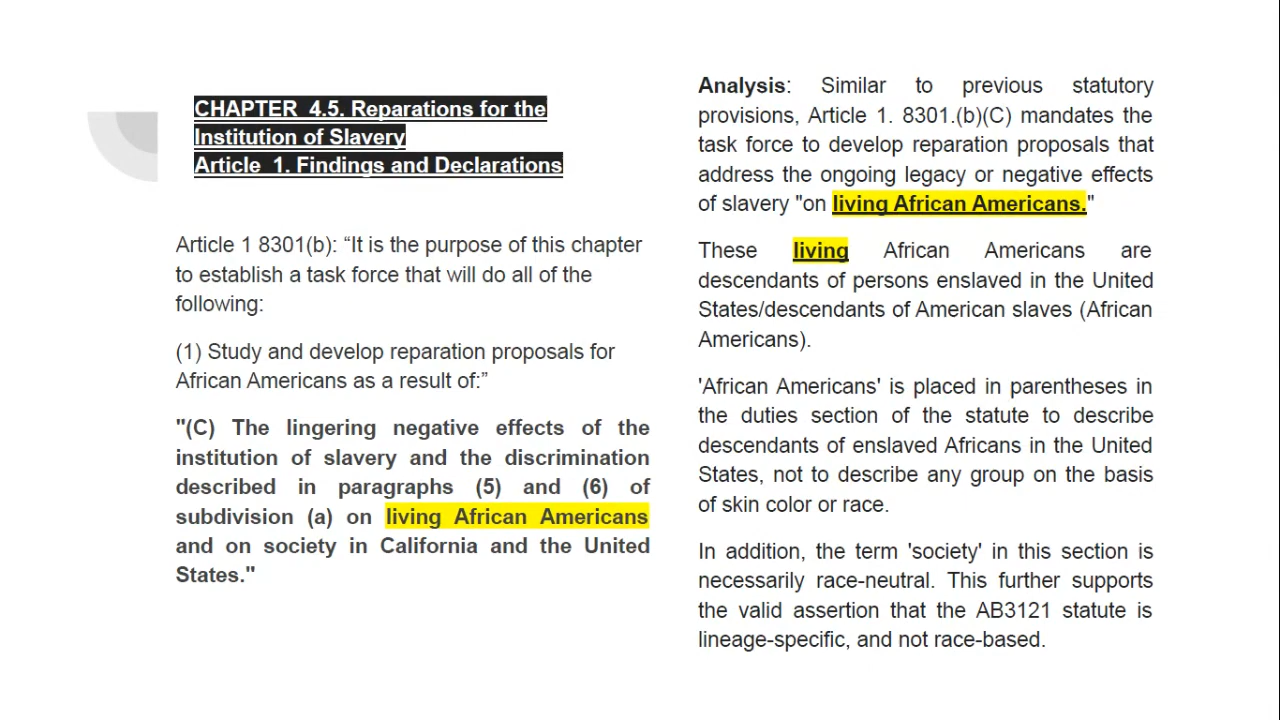 CHAPTER 4.5. Reparations for the
Institution of Slavery
Article 1. Findings and Declarations
Article 1 8301(b): “It is the purpose of this chapter
to establish a task force that will do all of the
following:
(1) Study and develop reparation proposals for
African Americans as a result of:”
"(C) The lingering negative effects of the
institution of slavery and the discrimination
described in paragraphs (5) and (6) of
subdivision (a) on living African Americans
and on society in California and the United
States."
Analysis: Similar to previous statutory
provisions, Article 1. 8301.(b)(C) mandates the
task force to develop reparation proposals that
address the ongoing legacy or negative effects
of slavery "on living African Americans."
These living African Americans are
descendants of persons enslaved in the United
States/descendants of American slaves (African
Americans).
'African Americans' is placed in parentheses in
the duties section of the statute to describe
descendants of enslaved Africans in the United
States, not to describe any group on the basis
of skin color or race.
In addition, the term 'society' in this section is
necessarily race-neutral. This further supports
the valid assertion that the AB3121 statute is
lineage-specific, and not race-based.